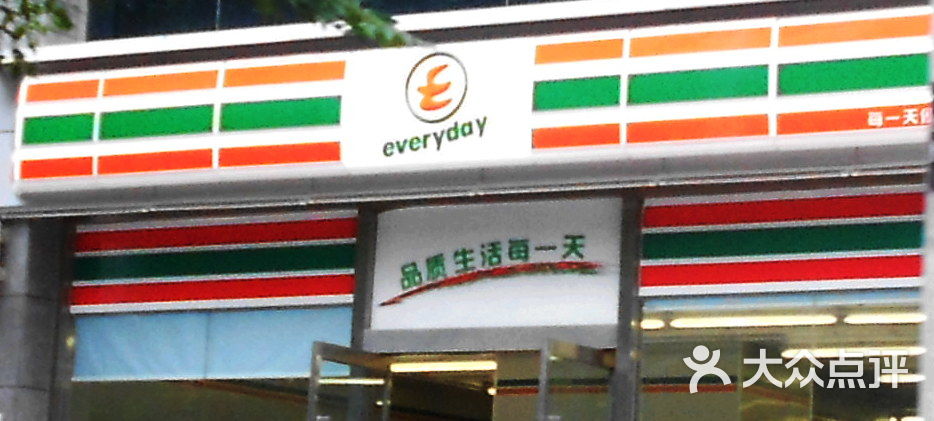 everyday
每一天
品质生活每一天
大众点评